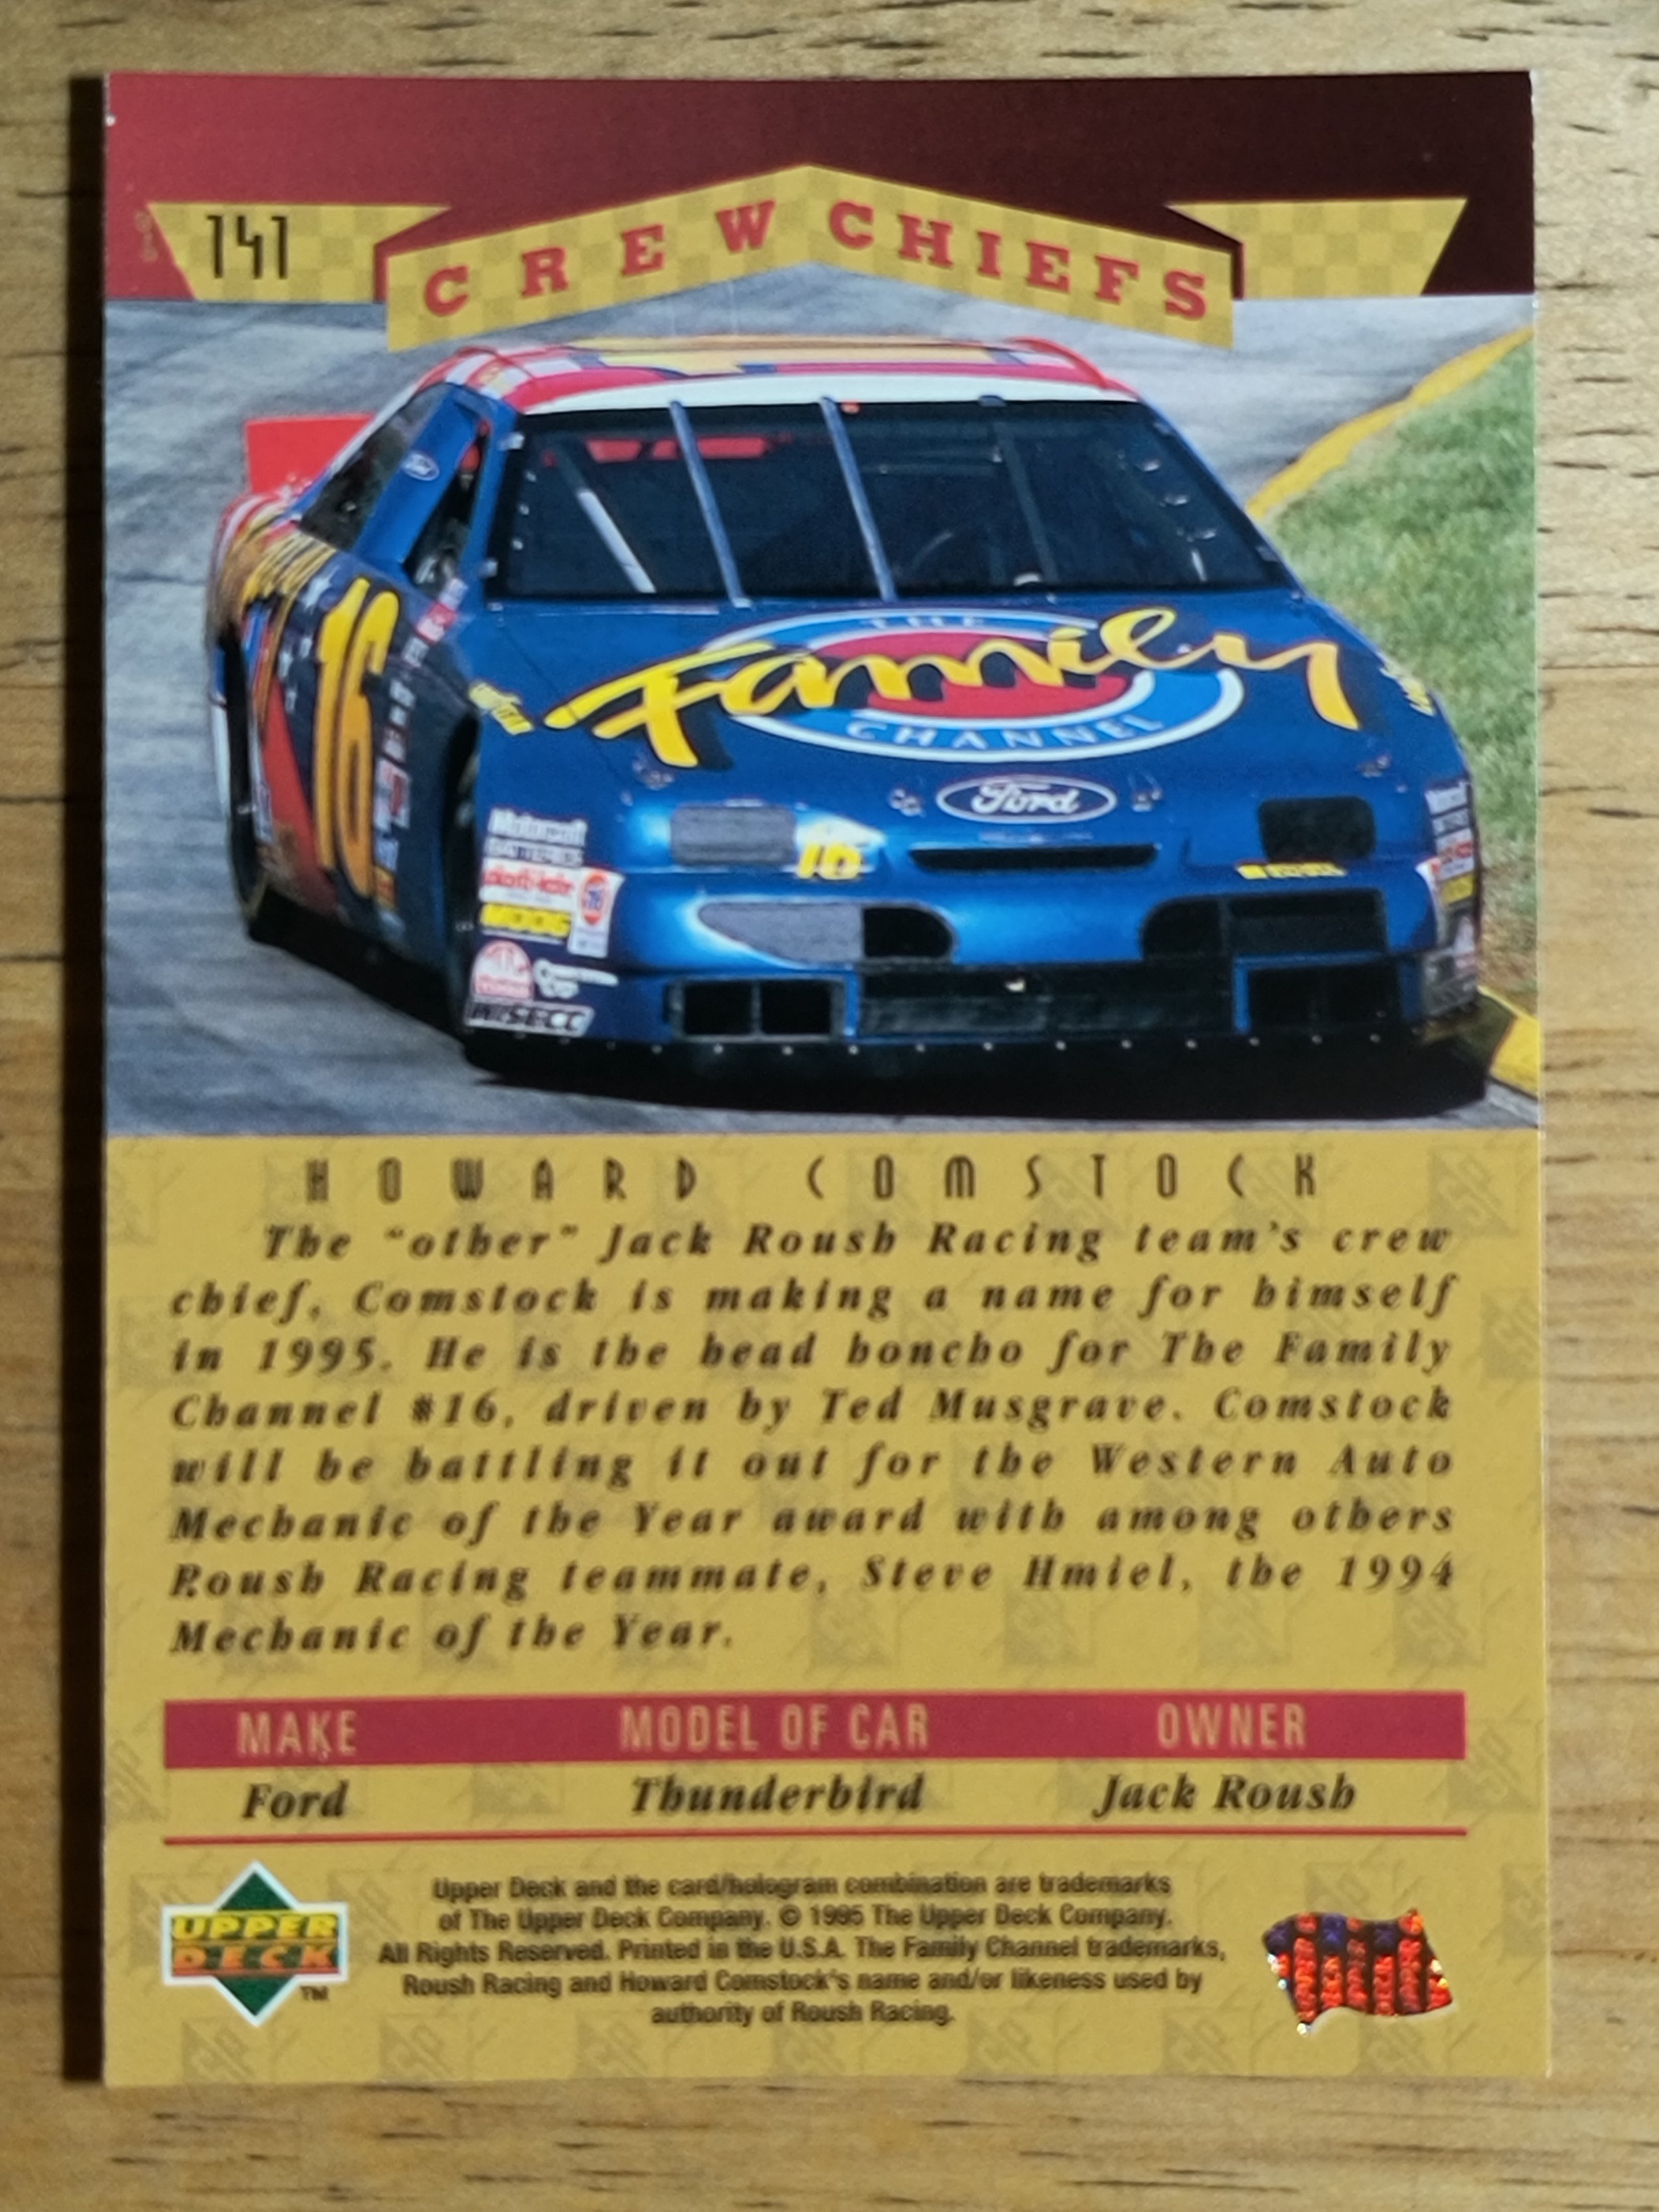 141
CREW CHIEFS
16
THE
Family
CHANNEL
Ford
16
MOOG
HOWARD COMSTOCK
The "other" Jack Roush Racing team's crew
chief, Comstock is making a name for himself
in 1995. He is the head honcho for The Family
Channel #16, driven by Ted Musgrave. Comstock
will be battling it out for the Western Auto
Mechanic of the Year award with among others
Roush Racing teammate, Steve Hmiel, the 1994
Mechanic of the Year.
MAKE MODEL OF CAR OWNER
Ford Thunderbird Jack Roush
Upper Deck and the card/hologram combination are trademarks
of The Upper Deck Company. © 1995 The Upper Deck Company.
All Rights Reserved. Printed in the U.S.A. The Family Channel trademarks,
Roush Racing and Howard Comstock's name and/or likeness used by
authority of Roush Racing.
UPPER
DECK
TM